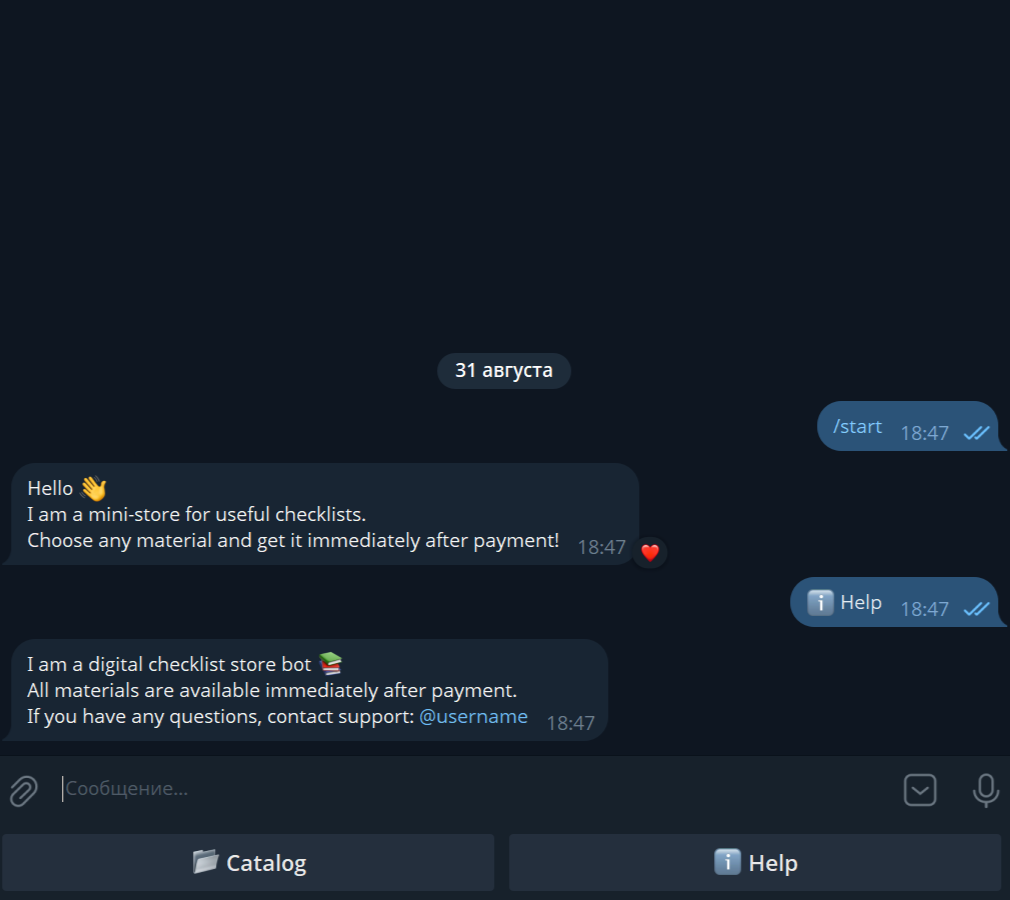 31 августа
/start 18:47
Hello 👋
I am a mini-store for useful checklists.
Choose any material and get it immediately after payment! 18:47
ℹ️ Help 18:47
I am a digital checklist store bot 📚
All materials are available immediately after payment.
If you have any questions, contact support: @username 18:47
Сообщение...
📂 Catalog
ℹ️ Help